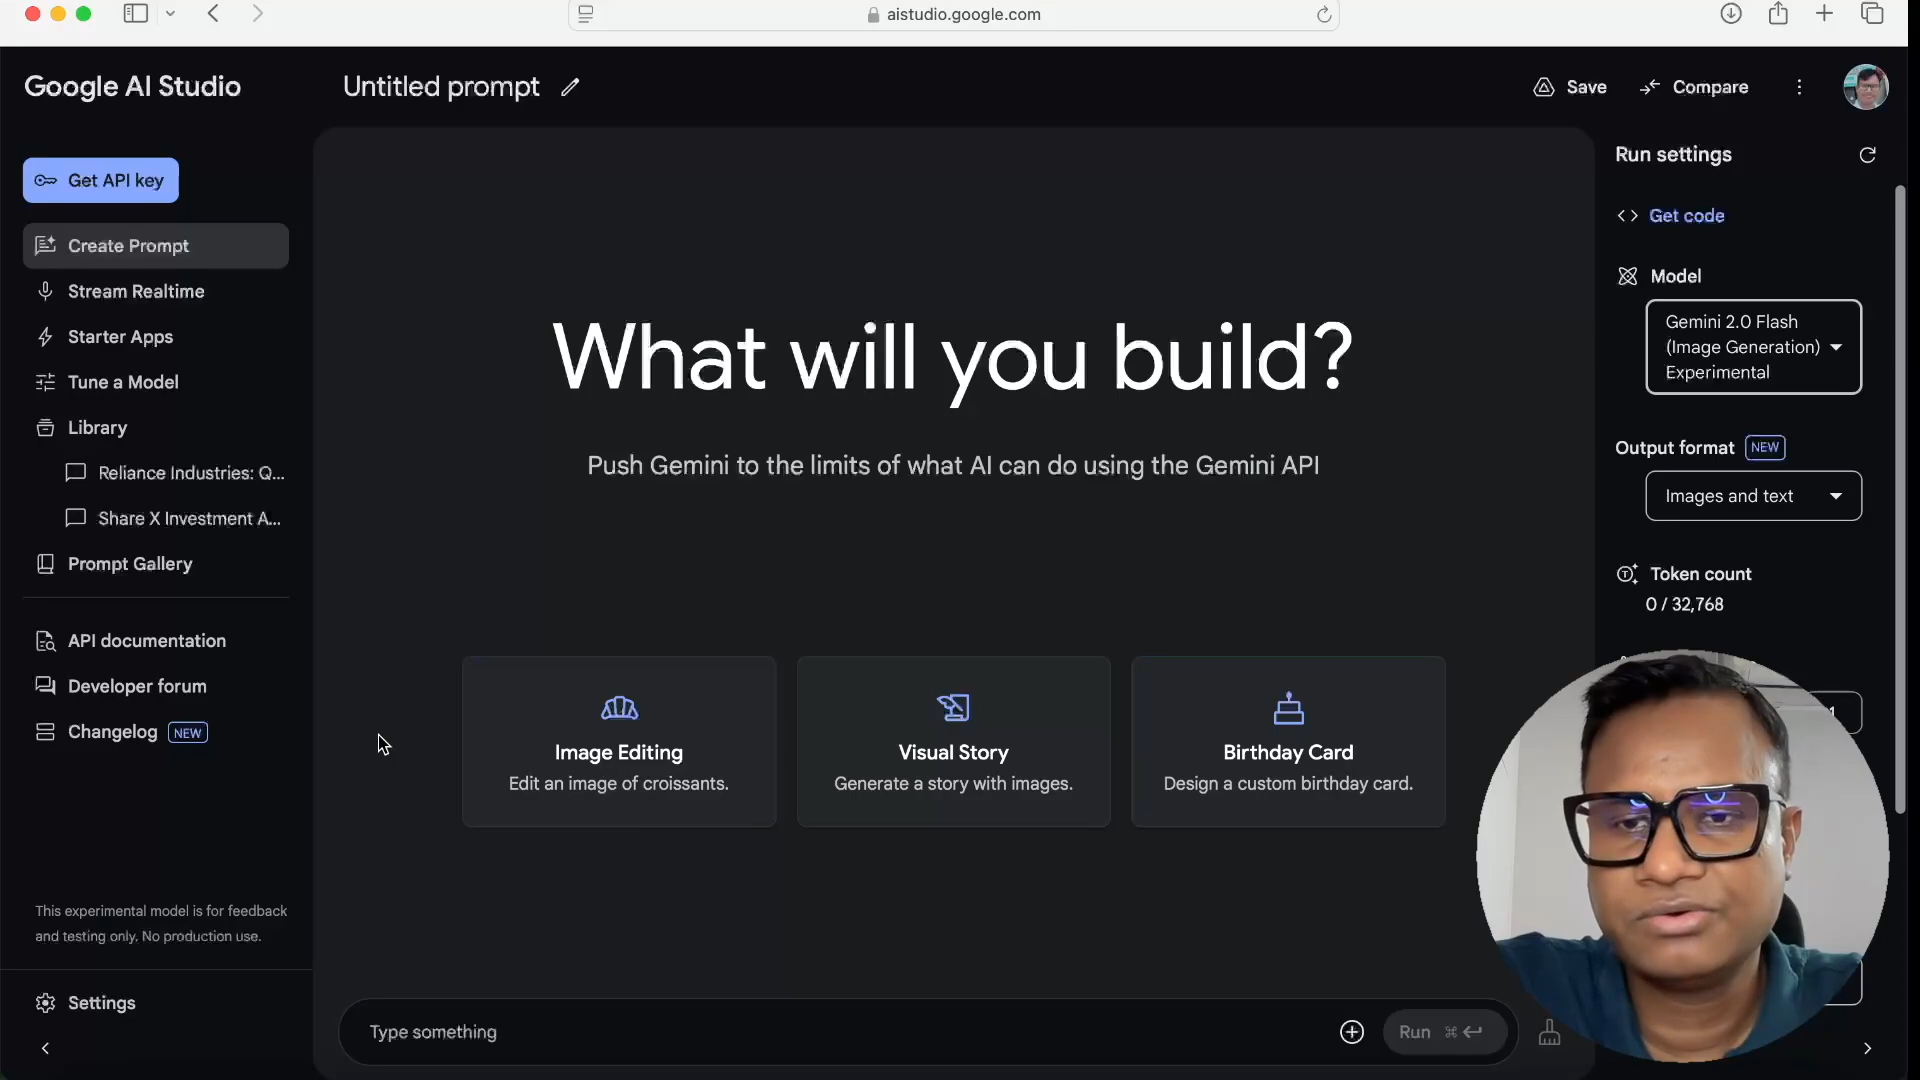 aistudio.google.com
Google AI Studio
Untitled prompt
Save
Compare
Get API key
Create Prompt
Stream Realtime
Starter Apps
Tune a Model
Library
Reliance Industries: Q...
Share X Investment A...
Prompt Gallery
API documentation
Developer forum
Changelog NEW
This experimental model is for feedback
and testing only. No production use.
Settings
What will you build?
Push Gemini to the limits of what AI can do using the Gemini API
Image Editing
Edit an image of croissants.
Visual Story
Generate a story with images.
Birthday Card
Design a custom birthday card.
Type something
Run ⌘
Run settings
Get code
Model
Gemini 2.0 Flash
(Image Generation)
Experimental
Output format NEW
Images and text
Token count
0 / 32,768
1